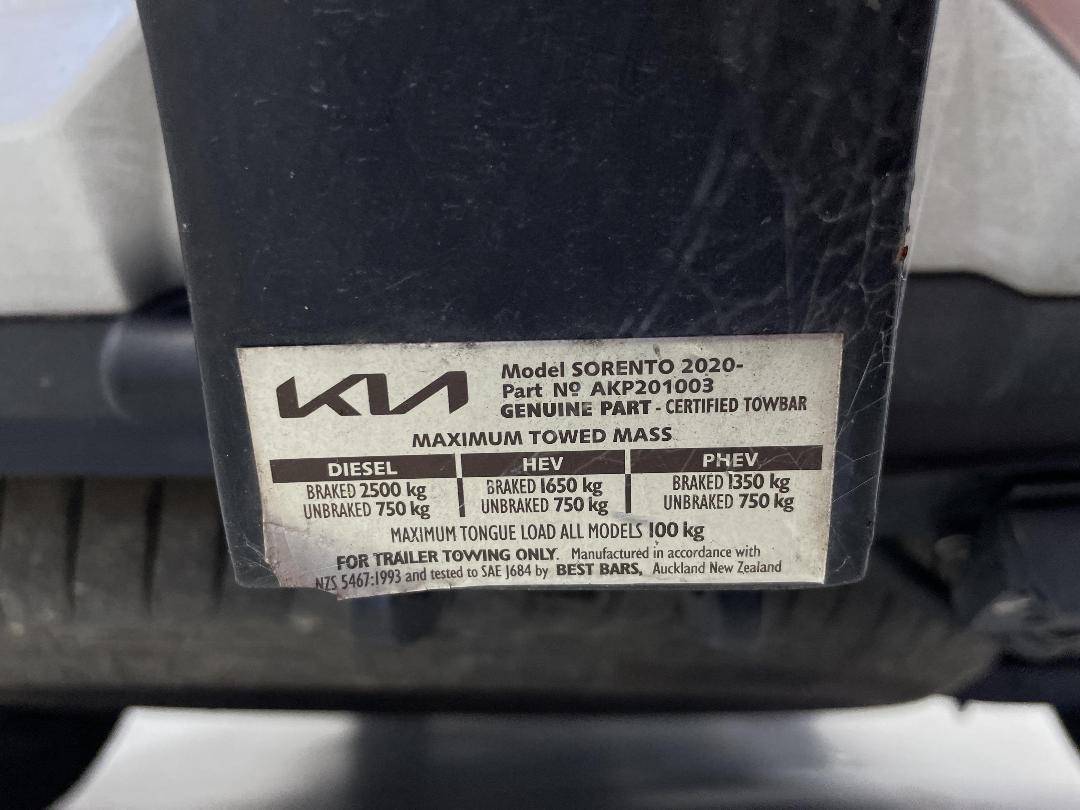 KIA
Model SORENTO 2020-
Part Nº AKP201003
GENUINE PART - CERTIFIED TOWBAR
MAXIMUM TOWED MASS
DIESEL HEV PHEV
BRAKED 2500 kg BRAKED 1650 kg BRAKED 1350 kg
UNBRAKED 750 kg UNBRAKED 750 kg UNBRAKED 750 kg
MAXIMUM TONGUE LOAD ALL MODELS 100 kg
FOR TRAILER TOWING ONLY. Manufactured in accordance with
NZS 5467:1993 and tested to SAE J684 by BEST BARS, Auckland New Zealand